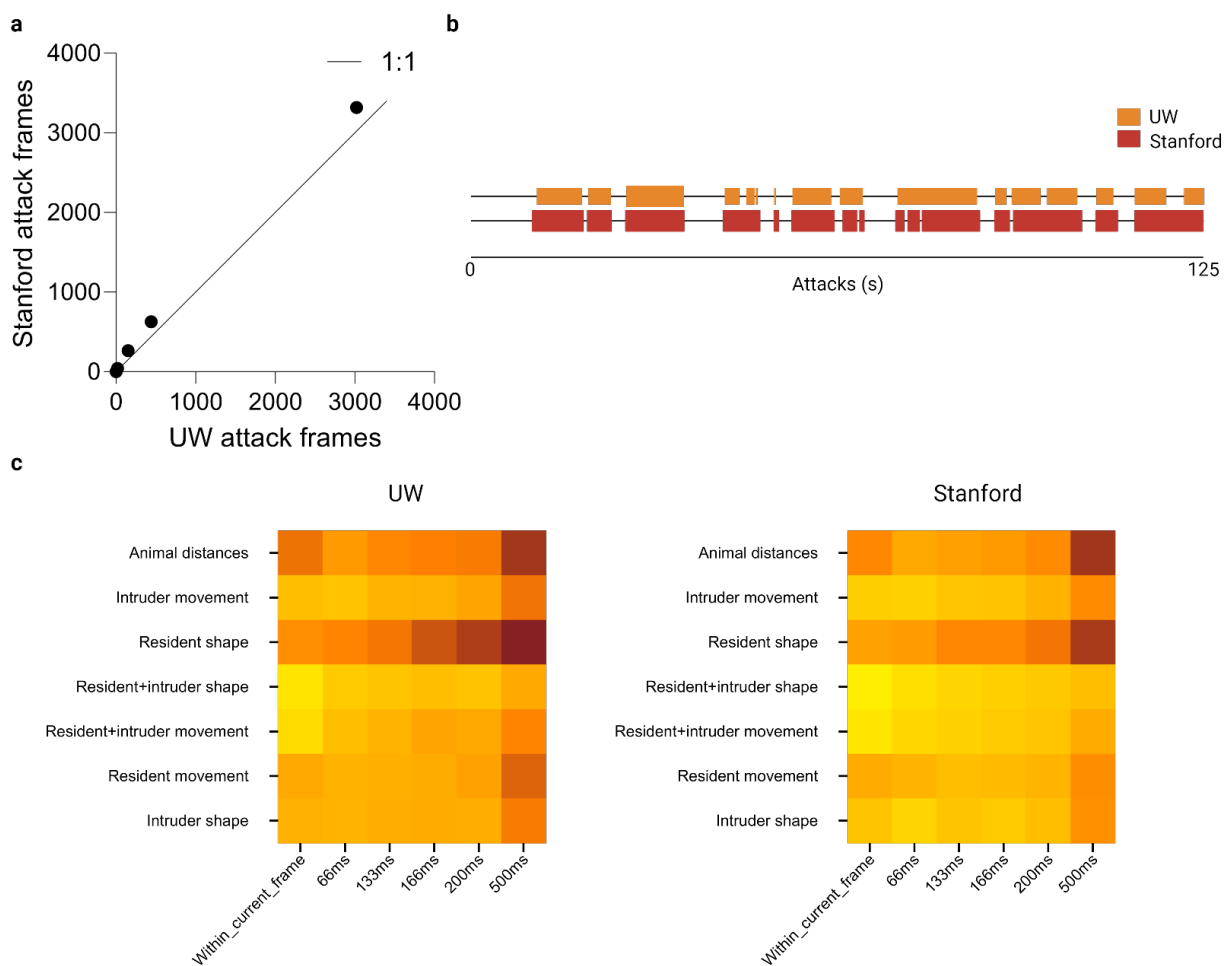 a
b
4000
3000
2000
1000
0
Stanford attack frames
1:1
0
1000
2000
3000
4000
UW attack frames
UW
Stanford
0
125
Attacks (s)
c
UW
Animal distances
Intruder movement
Resident shape
Resident+intruder shape
Resident+intruder movement
Resident movement
Intruder shape
Within_current_frame
66ms
133ms
166ms
200ms
500ms
Stanford
Animal distances
Intruder movement
Resident shape
Resident+intruder shape
Resident+intruder movement
Resident movement
Intruder shape
Within_current_frame
66ms
133ms
166ms
200ms
500ms